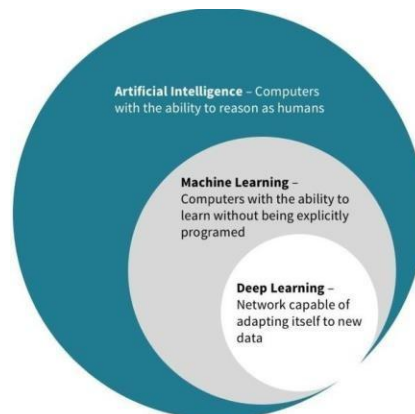 Artificial Intelligence – Computers
with the ability to reason as humans
Machine Learning –
Computers with the ability to
learn without being explicitly
programed
Deep Learning –
Network capable of
adapting itself to new
data